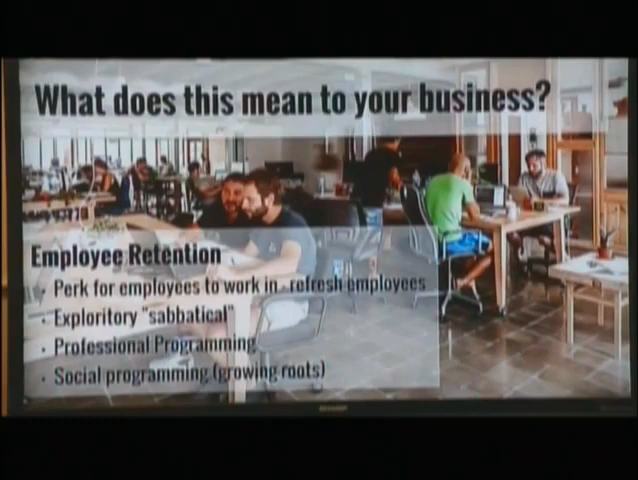 What does this mean to your business?
Employee Retention
· Perk for employees to work in - refresh employees
· Exploritory "sabbatical"
· Professional Programming
· Social programming (growing roots)
SHARP